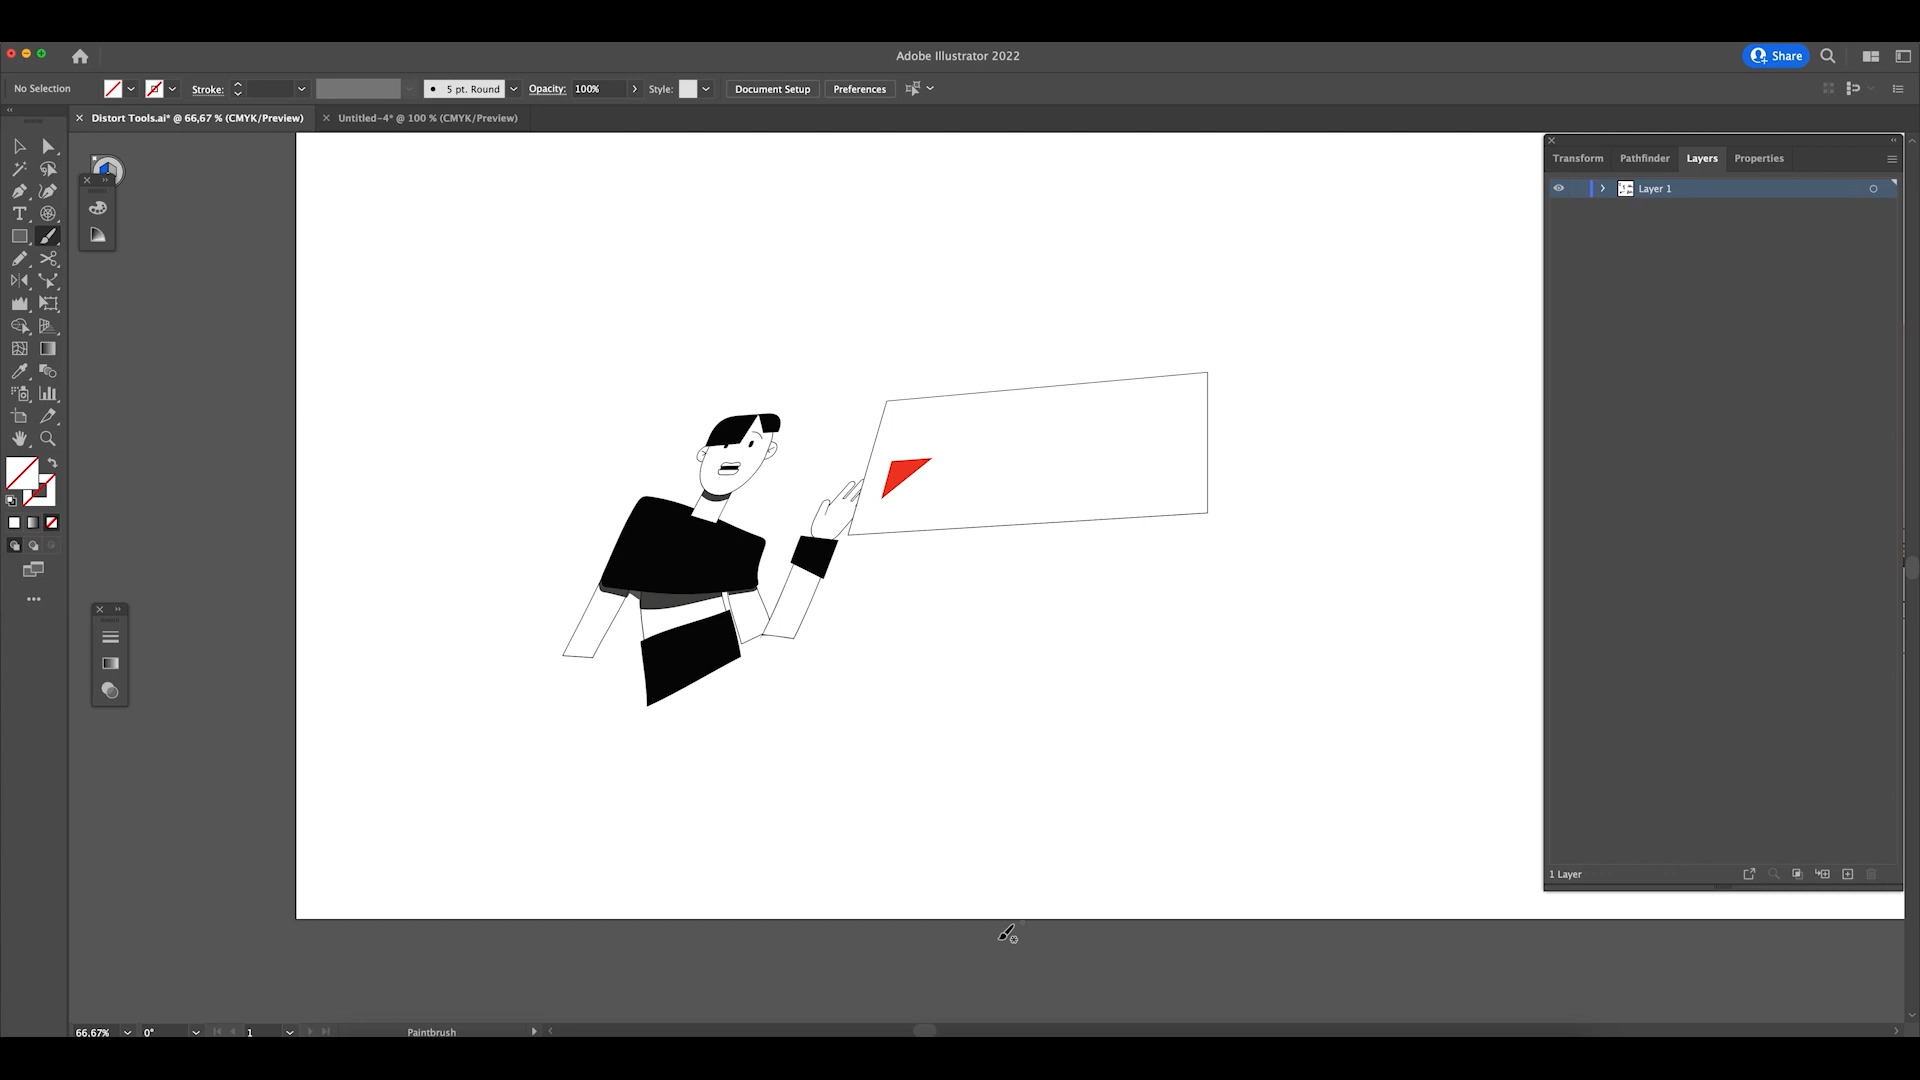 Adobe Illustrator 2022
Share
No Selection
Stroke:
5 pt. Round
Opacity: 100%
Style:
Document Setup
Preferences
Distort Tools.ai* @ 66,67 % (CMYK/Preview)
Untitled-4* @ 100 % (CMYK/Preview)
Transform
Pathfinder
Layers
Properties
Layer 1
1 Layer
66.67%
0°
1
Paintbrush